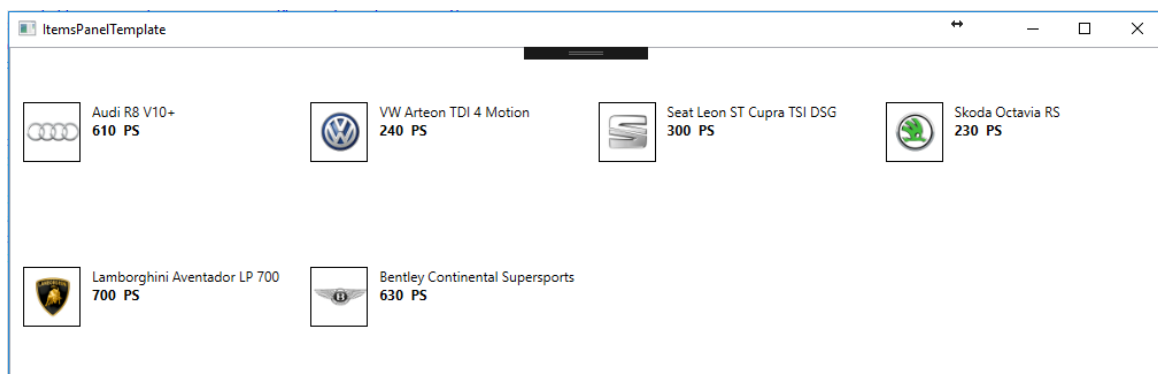 ItemsPanelTemplate
Audi R8 V10+
610 PS
VW Arteon TDI 4 Motion
240 PS
Seat Leon ST Cupra TSI DSG
300 PS
Skoda Octavia RS
230 PS
Lamborghini Aventador LP 700
700 PS
Bentley Continental Supersports
630 PS